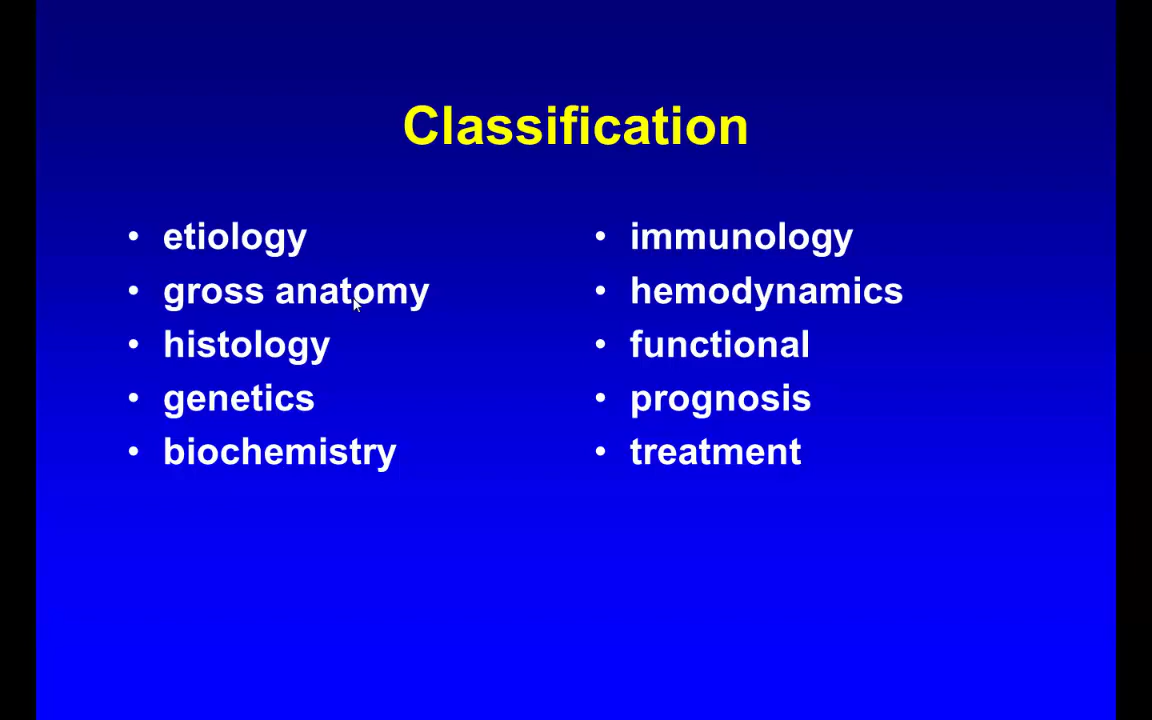 Classification
• etiology
• gross anatomy
• histology
• genetics
• biochemistry
• immunology
• hemodynamics
• functional
• prognosis
• treatment